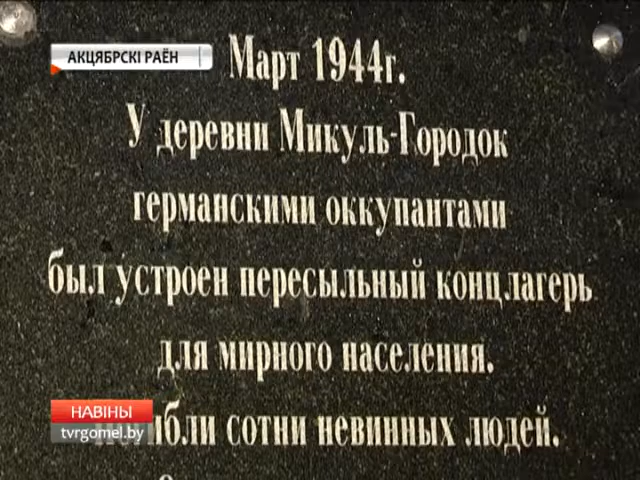 АКЦЯБРСКІ РАЁН
Март 1944г.
У деревни Микуль-Городок
германскими оккупантами
был устроен пересыльный концлагерь
для мирного населения.
сотни невинных людей.
НАВІНЫ
tvrgomel.by